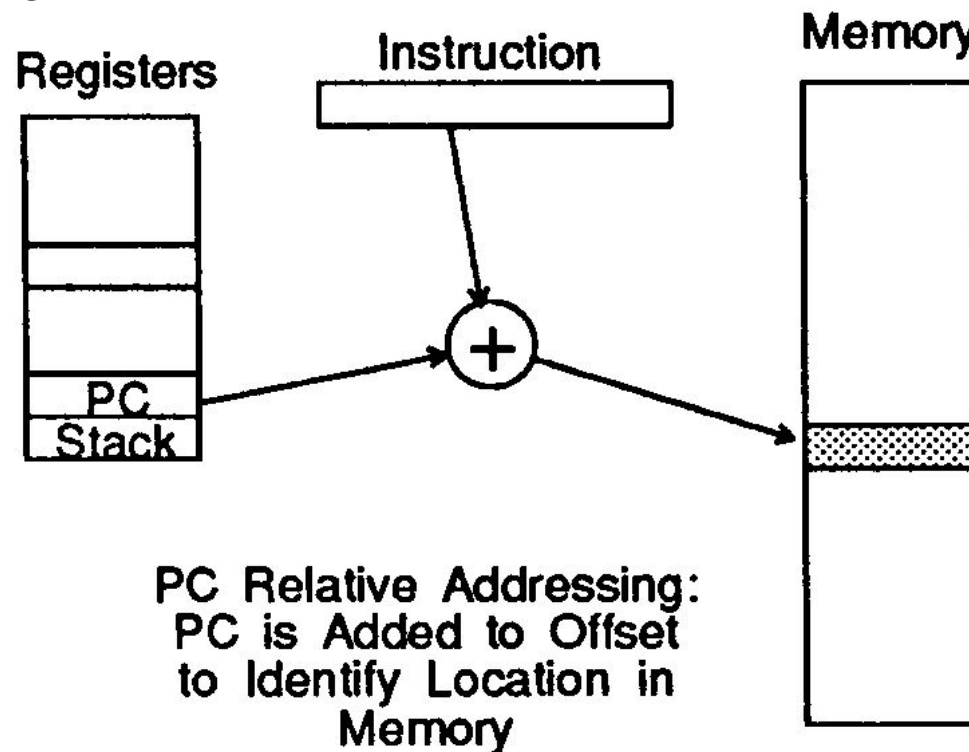 Registers
Instruction
Memory
+
PC
Stack
PC Relative Addressing:
PC is Added to Offset
to Identify Location in
Memory